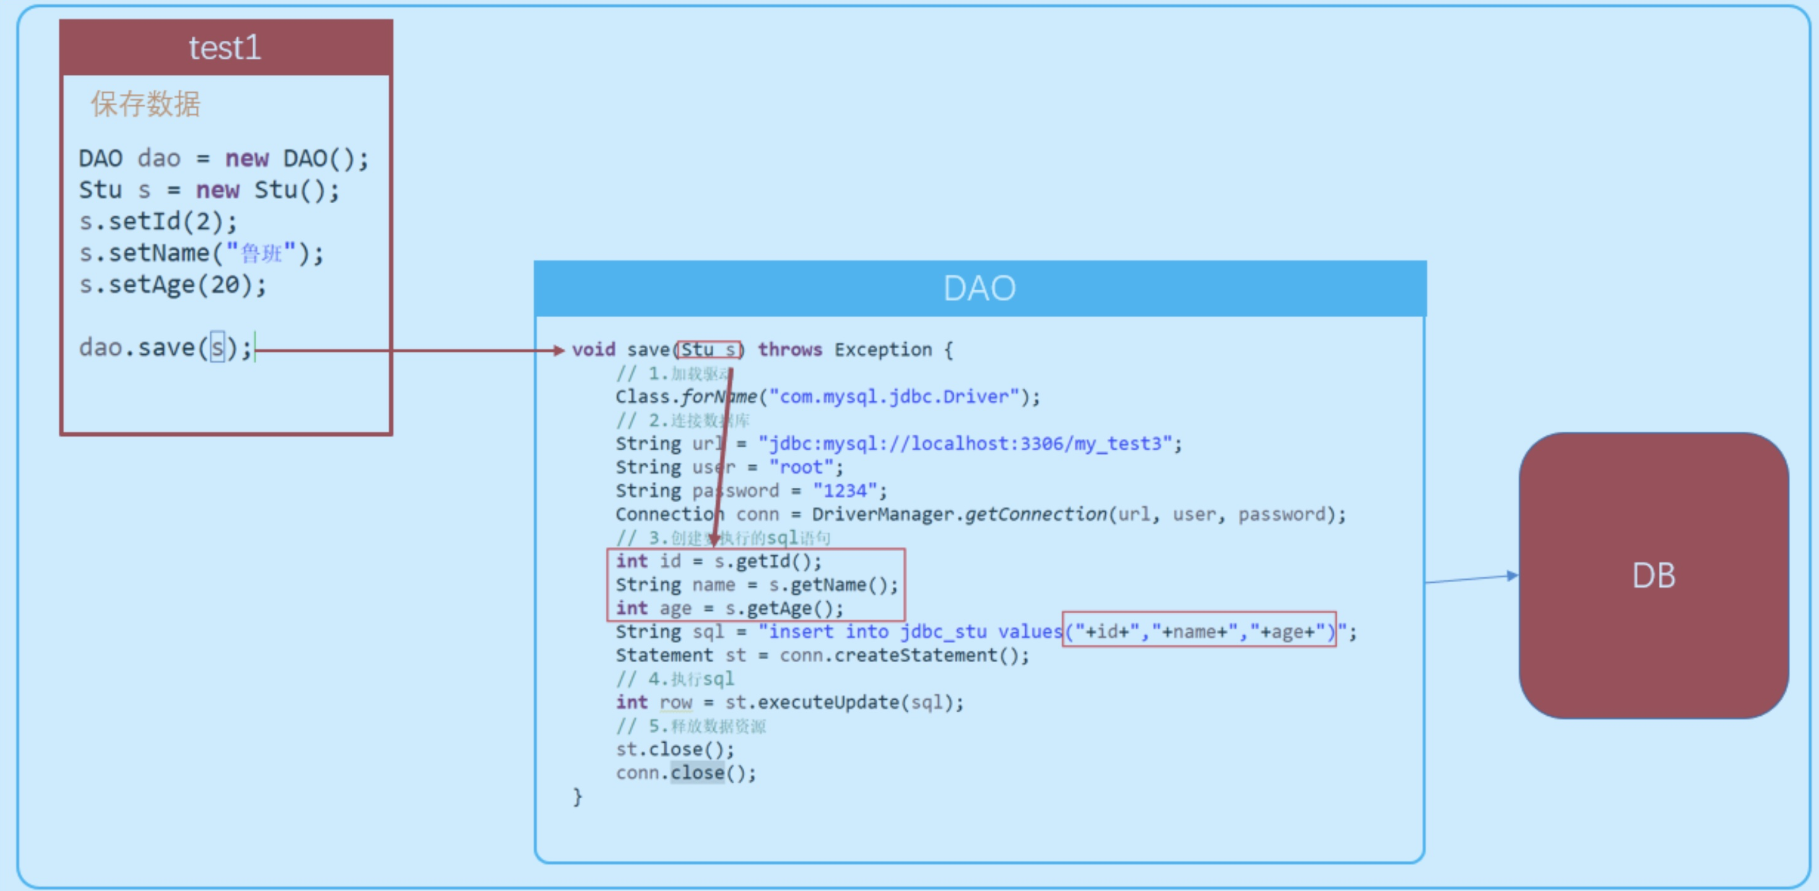 test1
保存数据
DAO dao = new DAO();
Stu s = new Stu();
s.setId(2);
s.setName("鲁班");
s.setAge(20);
dao.save(s);
DAO
void save(Stu s) throws Exception {
// 1.加载驱动
Class.forName("com.mysql.jdbc.Driver");
// 2.连接数据库
String url = "jdbc:mysql://localhost:3306/my_test3";
String user = "root";
String password = "1234";
Connection conn = DriverManager.getConnection(url, user, password);
// 3.创建要执行的sql语句
int id = s.getId();
String name = s.getName();
int age = s.getAge();
String sql = "insert into jdbc_stu values("+id+","+name+","+age+")";
Statement st = conn.createStatement();
// 4.执行sql
int row = st.executeUpdate(sql);
// 5.释放数据资源
st.close();
conn.close();
}
DB